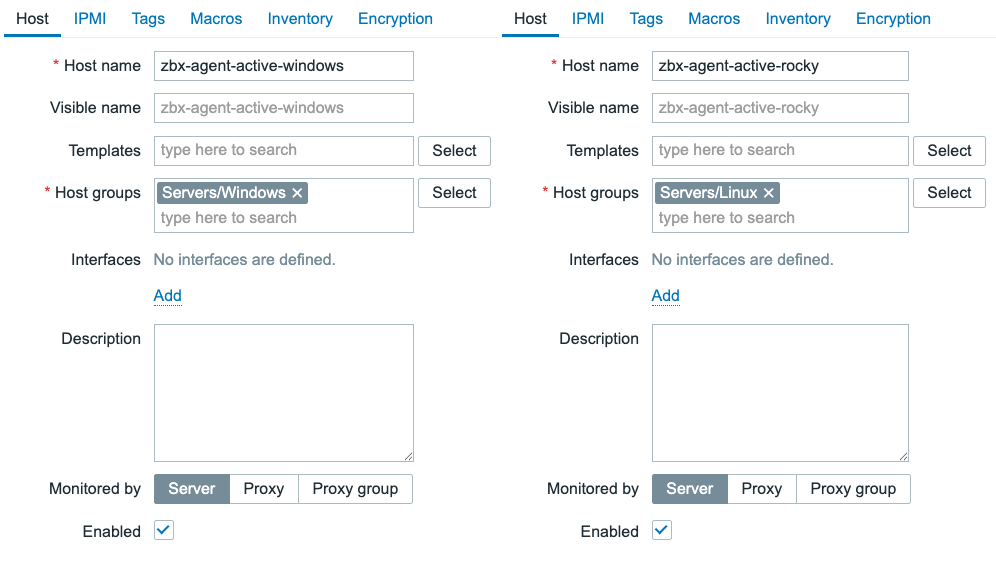 Host IPMI Tags Macros Inventory Encryption
* Host name zbx-agent-active-windows
Visible name zbx-agent-active-windows
Templates type here to search Select
* Host groups Servers/Windows × Select
type here to search
Interfaces No interfaces are defined.
Add
Description
Monitored by Server Proxy Proxy group
Enabled
Host IPMI Tags Macros Inventory Encryption
* Host name zbx-agent-active-rocky
Visible name zbx-agent-active-rocky
Templates type here to search Select
* Host groups Servers/Linux × Select
type here to search
Interfaces No interfaces are defined.
Add
Description
Monitored by Server Proxy Proxy group
Enabled